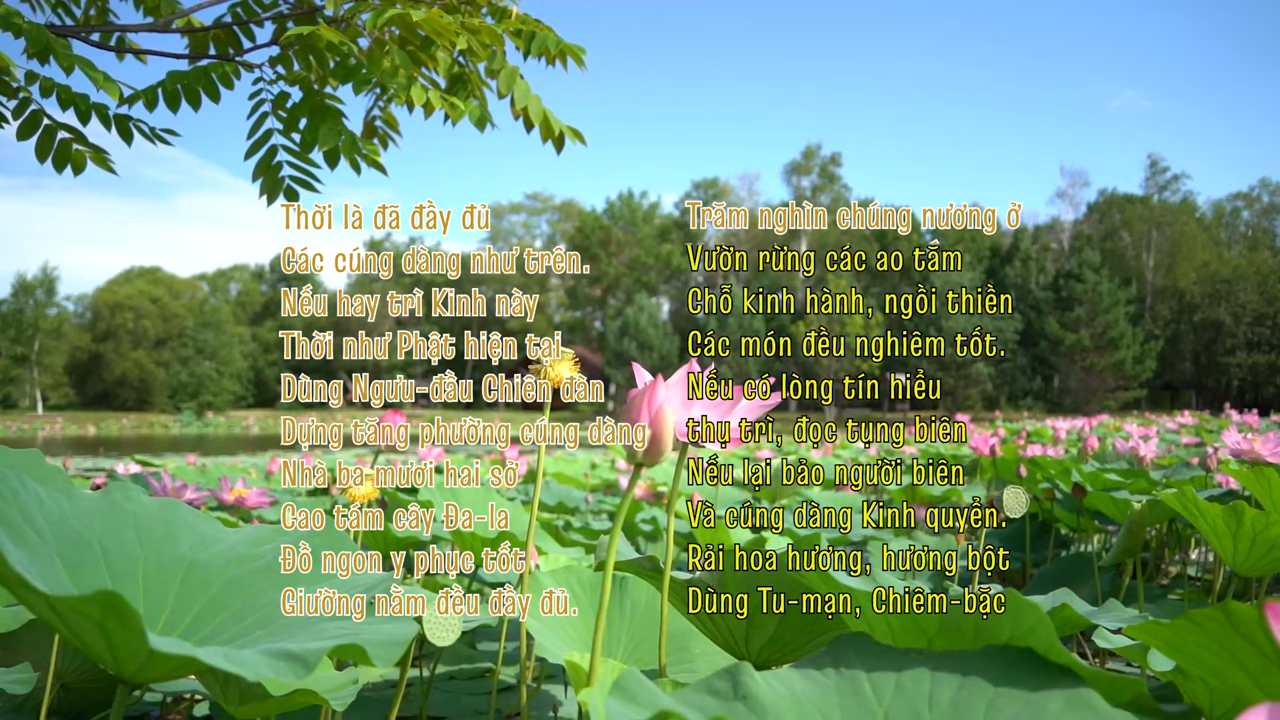 Thời là đã đầy đủ
Các cúng dàng như trên.
Nếu hay trì Kinh này
Thời như Phật hiện tại
Dùng Ngưu-đầu Chiên đàn
Dựng tăng phường cúng dàng
Nhà ba mươi hai sở
Cao tám cây Đa-la
Đồ ngon y phục tốt
Giường nằm đều đầy đủ.
Trăm nghìn chúng nương ở
Vườn rừng các ao tắm
Chỗ kinh hành, ngồi thiền
Các món đều nghiêm tốt.
Nếu có lòng tín hiểu
thụ trì, đọc tụng biên
Nếu lại bảo người biên
Và cúng dàng Kinh quyển.
Rải hoa hương, hương bột
Dùng Tu-mạn, Chiêm-bặc